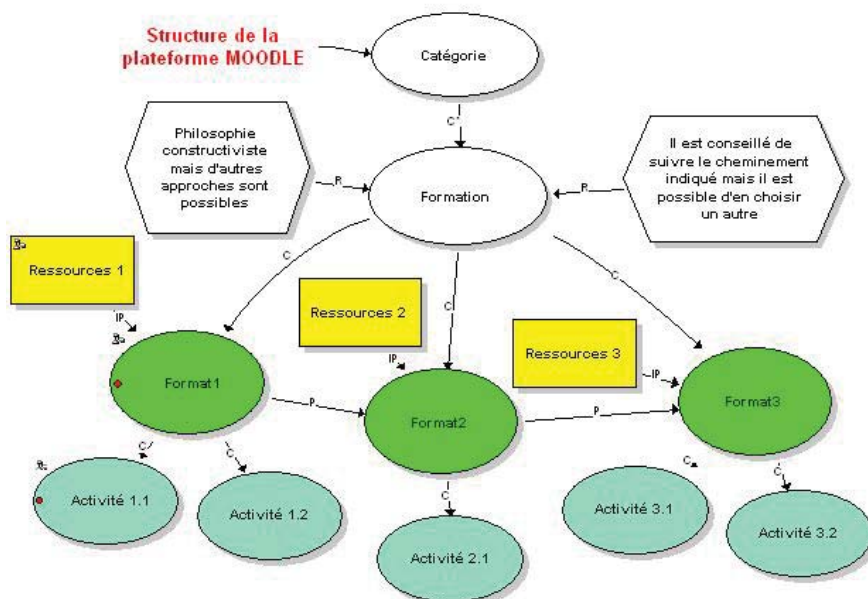 Structure de la
plateforme MOODLE
Catégorie
C
Philosophie
constructiviste
mais d'autres
approches sont
possibles
R
Formation
R
Il est conseillé de
suivre le cheminement
indiqué mais il est
possible d'en choisir
un autre
Ressources 1
IP
C
C
C
Ressources 2
IP
Ressources 3
IP
Format1
P
Format2
P
Format3
C
C
C
C
C
Activité 1.1
Activité 1.2
Activité 2.1
Activité 3.1
Activité 3.2